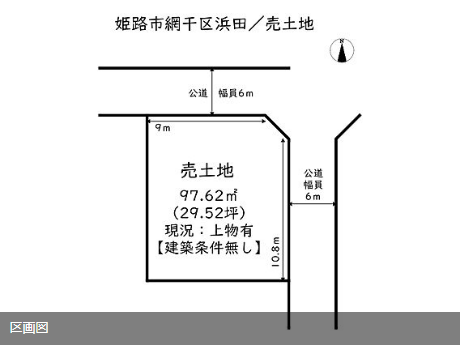 姫路市網干区浜田／売土地
N
公道 幅員6m
9m
売土地
97.62㎡
（29.52坪）
現況：上物有
【建築条件無し】
10.8m
公道
幅員
6m
区画図